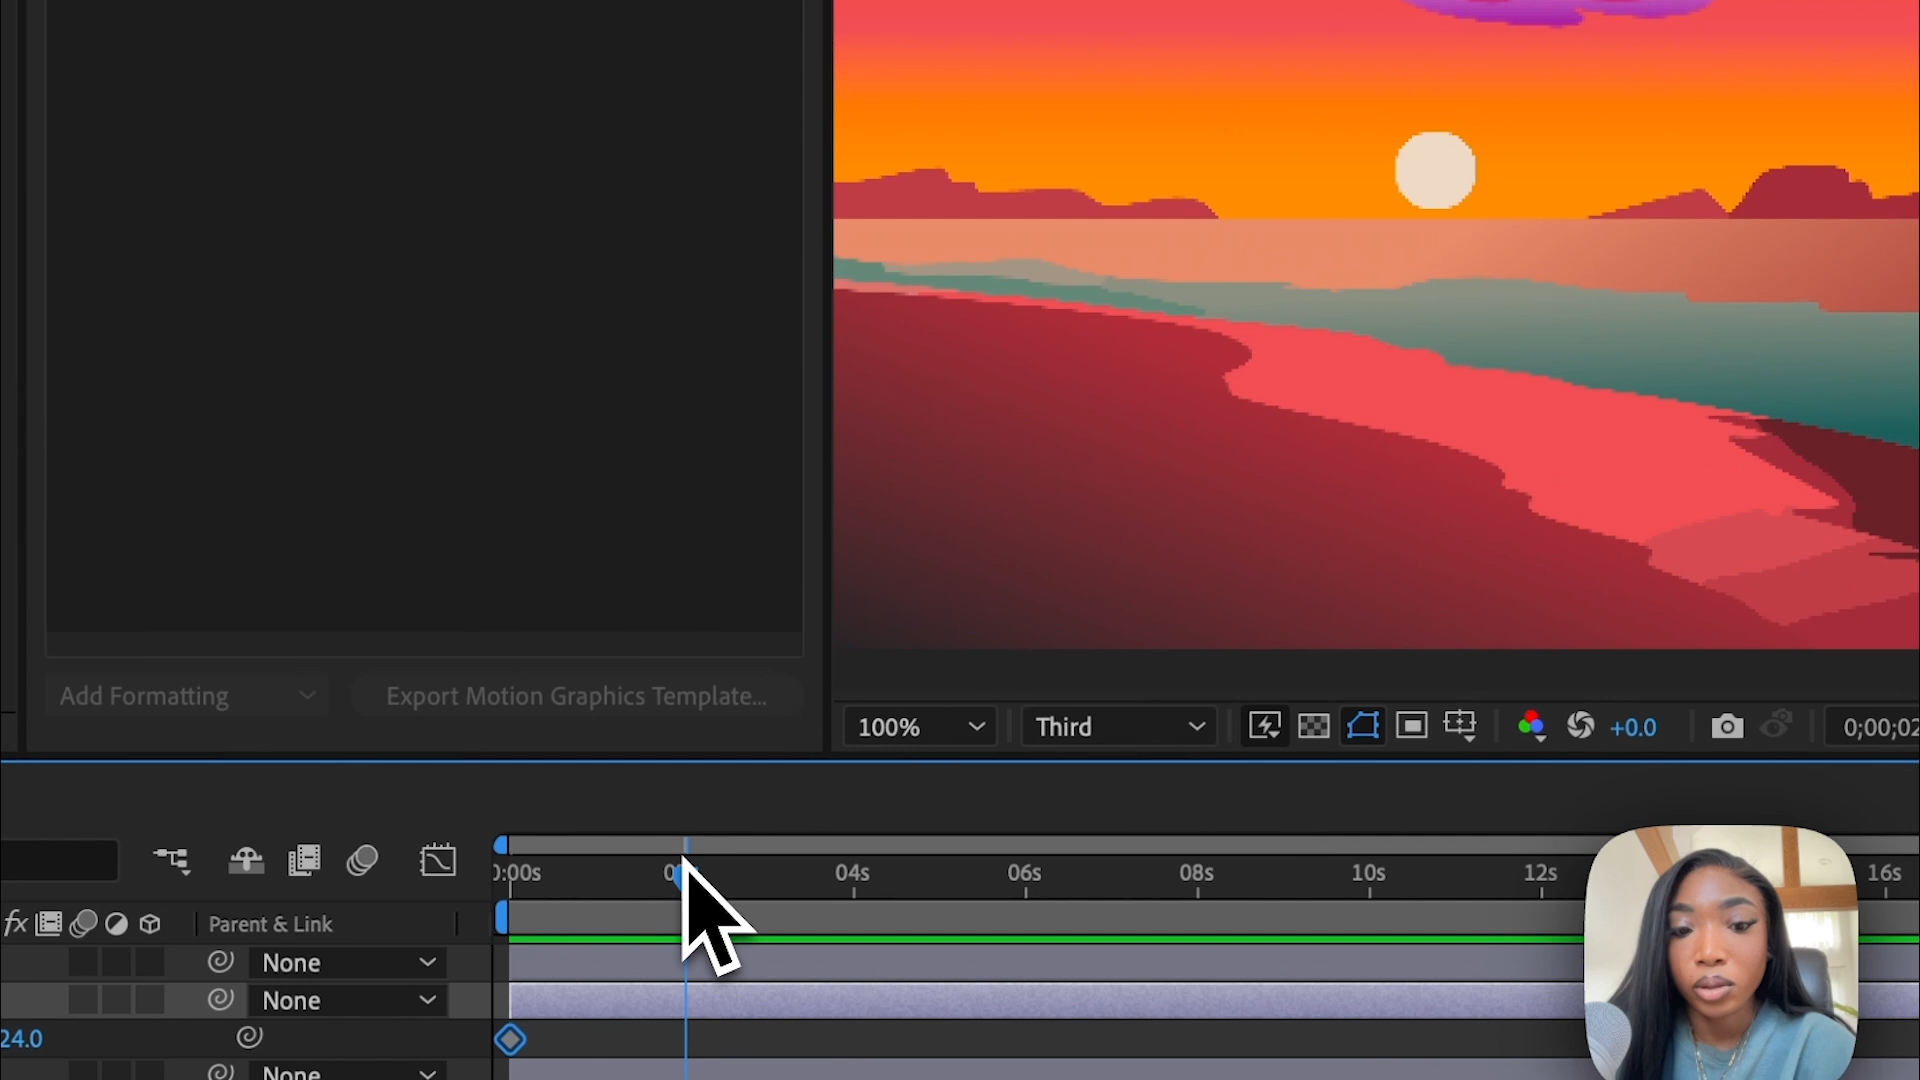 Add Formatting
Export Motion Graphics Template...
100%
Third
+0.0
0;00;02
0:00s
04s
06s
08s
10s
12s
16s
fx
Parent & Link
None
None
24.0
None